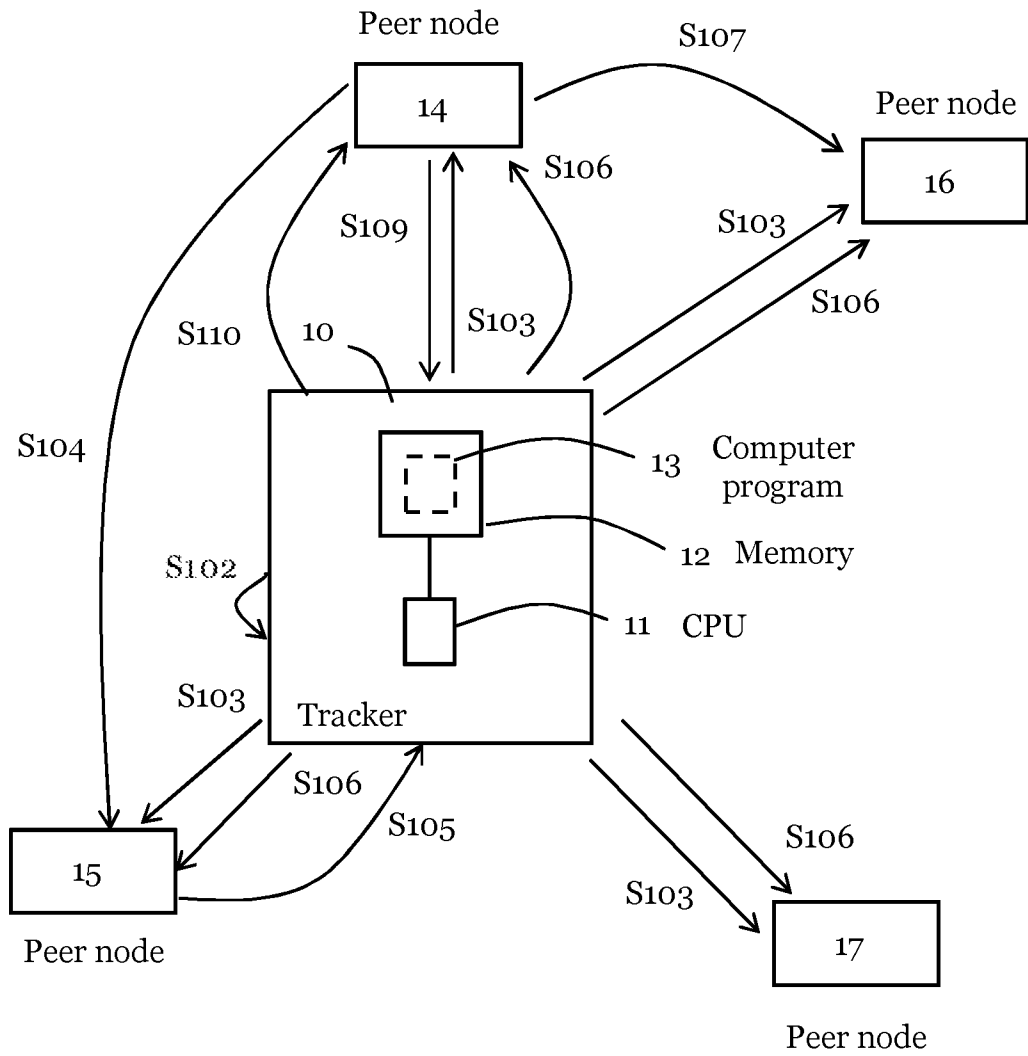 Peer node
S107
14
Peer node
S106
16
S109
S103
S103
S106
S110
10
S104
13 Computer
program
12 Memory
S102
11 CPU
S103
Tracker
S106
S105
S106
15
S103
Peer node
17
Peer node